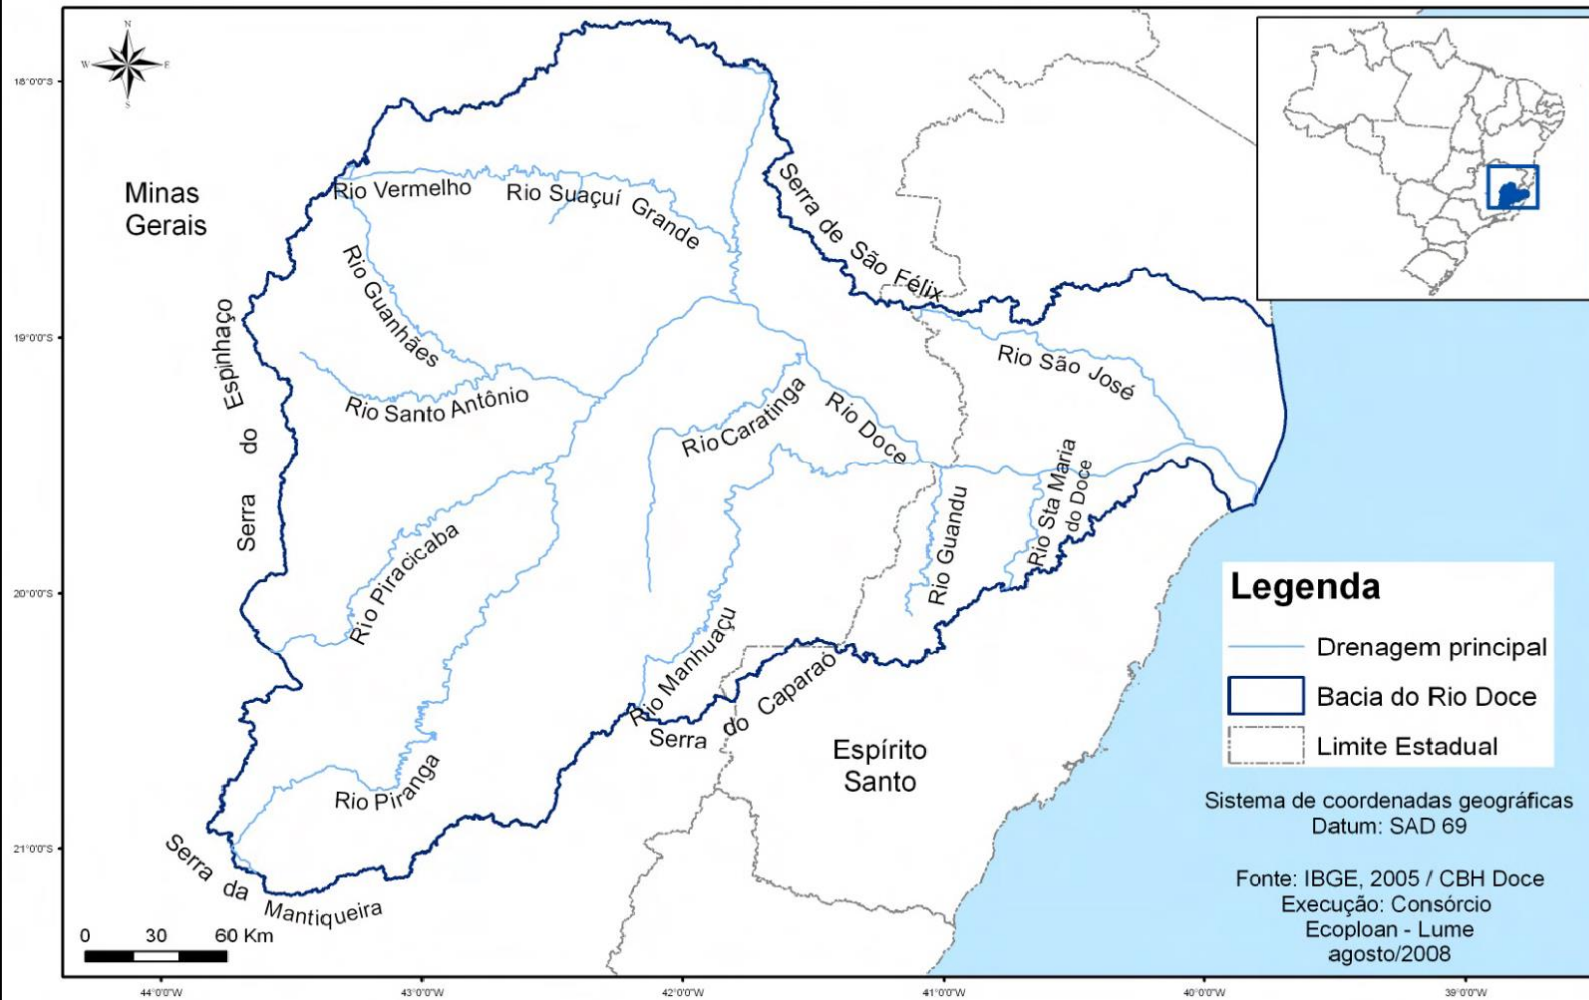 N
W E
S
18°0'0"S
19°0'0"S
20°0'0"S
21°0'0"S
44°0'0"W
43°0'0"W
42°0'0"W
41°0'0"W
40°0'0"W
39°0'0"W
Minas
Gerais
Rio Vermelho
Rio Suaçuí Grande
Serra de São Félix
Rio Guanhães
Serra do Espinhaço
Rio Santo Antônio
Rio Caratinga
Rio Doce
Rio São José
Rio Piracicaba
Rio Guandu
Rio Sta Maria
do Doce
Rio Manhuaçu
Serra do Caparaó
Rio Piranga
Espírito
Santo
Serra da Mantiqueira
0 30 60 Km
Legenda
Drenagem principal
Bacia do Rio Doce
Limite Estadual
Sistema de coordenadas geográficas
Datum: SAD 69
Fonte: IBGE, 2005 / CBH Doce
Execução: Consórcio
Ecoploan - Lume
agosto/2008